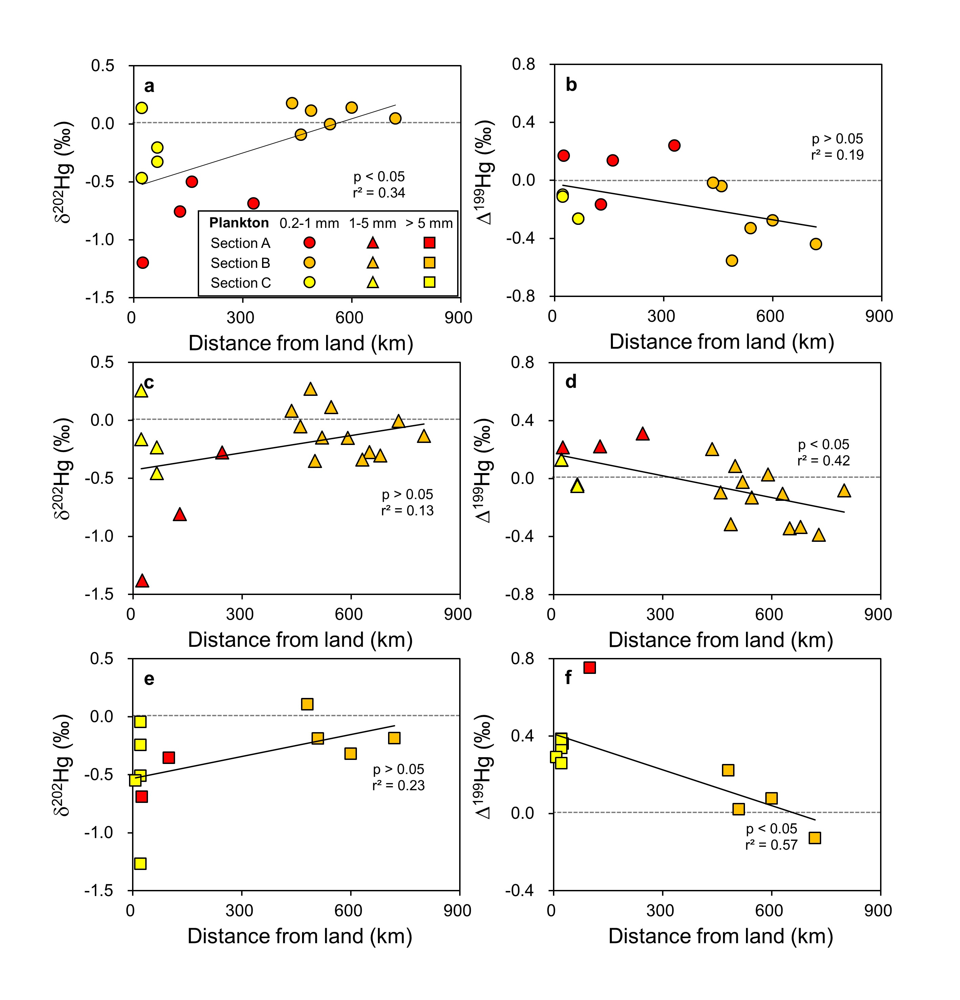 a
0.5
0.0
-0.5
-1.0
-1.5
δ²⁰²Hg (‰)
p < 0.05
r² = 0.34
Plankton 0.2-1 mm 1-5 mm > 5 mm
Section A
Section B
Section C
0 300 600 900
Distance from land (km)
b
0.8
0.4
0.0
-0.4
-0.8
Δ¹⁹⁹Hg (‰)
p > 0.05
r² = 0.19
0 300 600 900
Distance from land (km)
c
0.5
0.0
-0.5
-1.0
-1.5
δ²⁰²Hg (‰)
p > 0.05
r² = 0.13
0 300 600 900
Distance from land (km)
d
0.8
0.4
0.0
-0.4
-0.8
Δ¹⁹⁹Hg (‰)
p < 0.05
r² = 0.42
0 300 600 900
Distance from land (km)
e
0.5
0.0
-0.5
-1.0
-1.5
δ²⁰²Hg (‰)
p > 0.05
r² = 0.23
0 300 600 900
Distance from land (km)
f
0.8
0.4
0.0
-0.4
Δ¹⁹⁹Hg (‰)
p < 0.05
r² = 0.57
0 300 600 900
Distance from land (km)